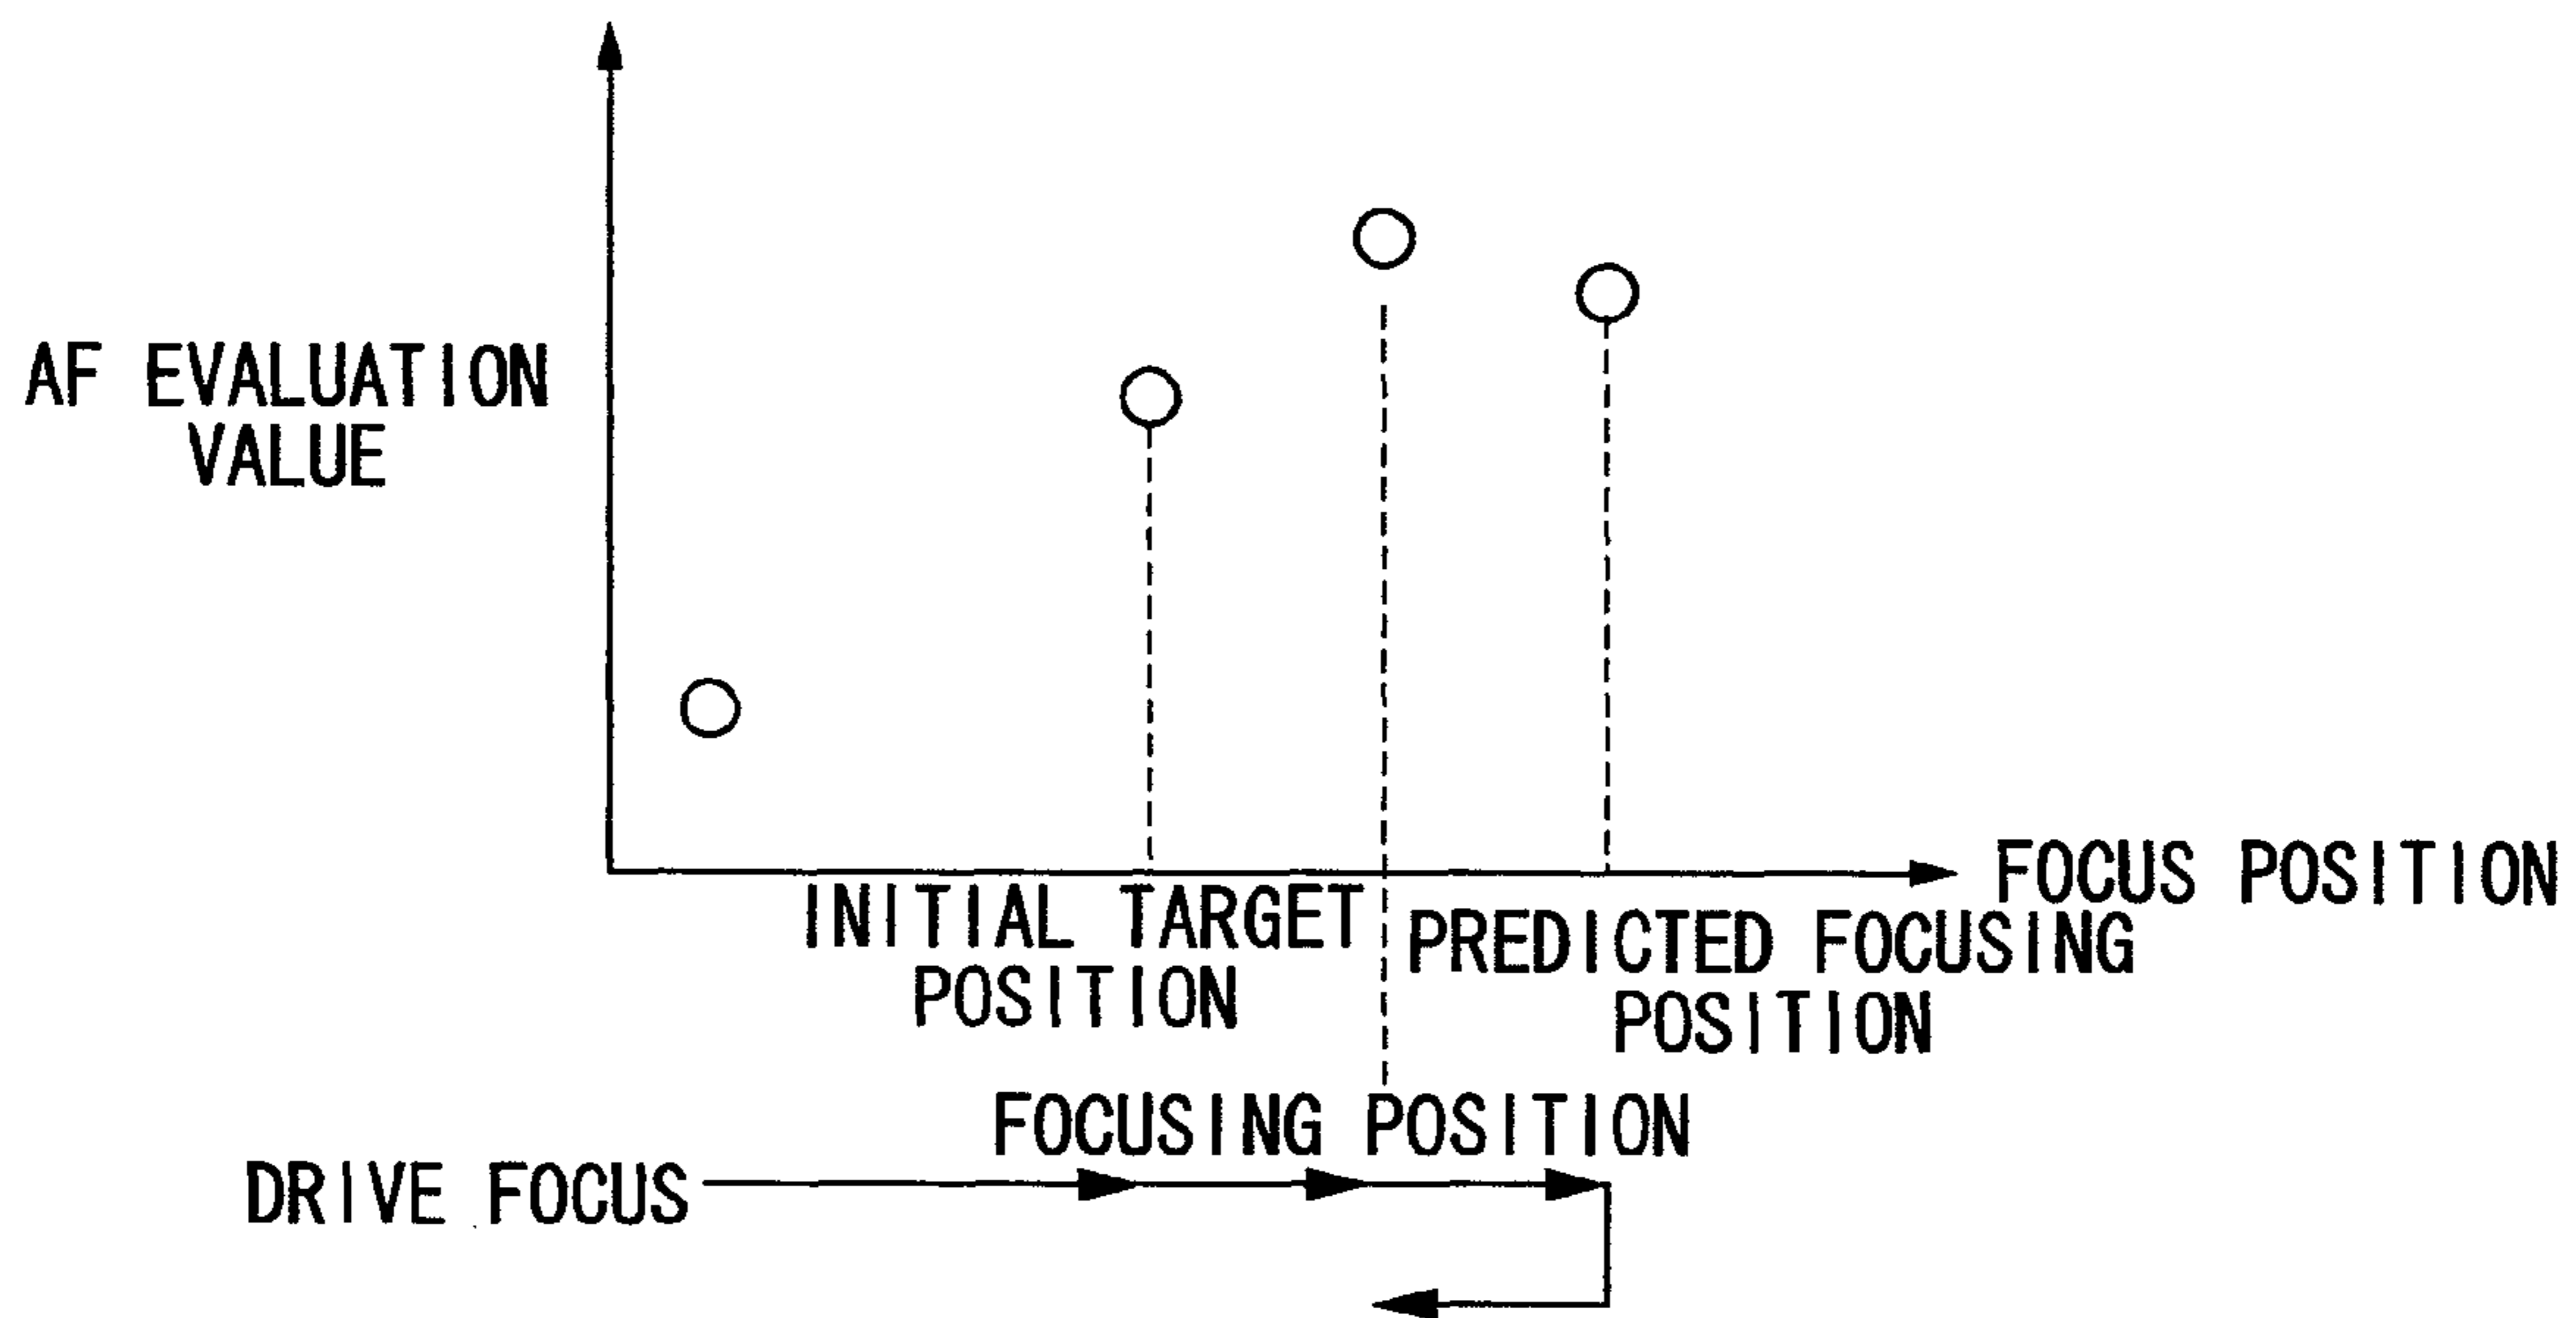 AF EVALUATION
VALUE
FOCUS POSITION
INITIAL TARGET
POSITION
PREDICTED FOCUSING
POSITION
FOCUSING POSITION
DRIVE FOCUS